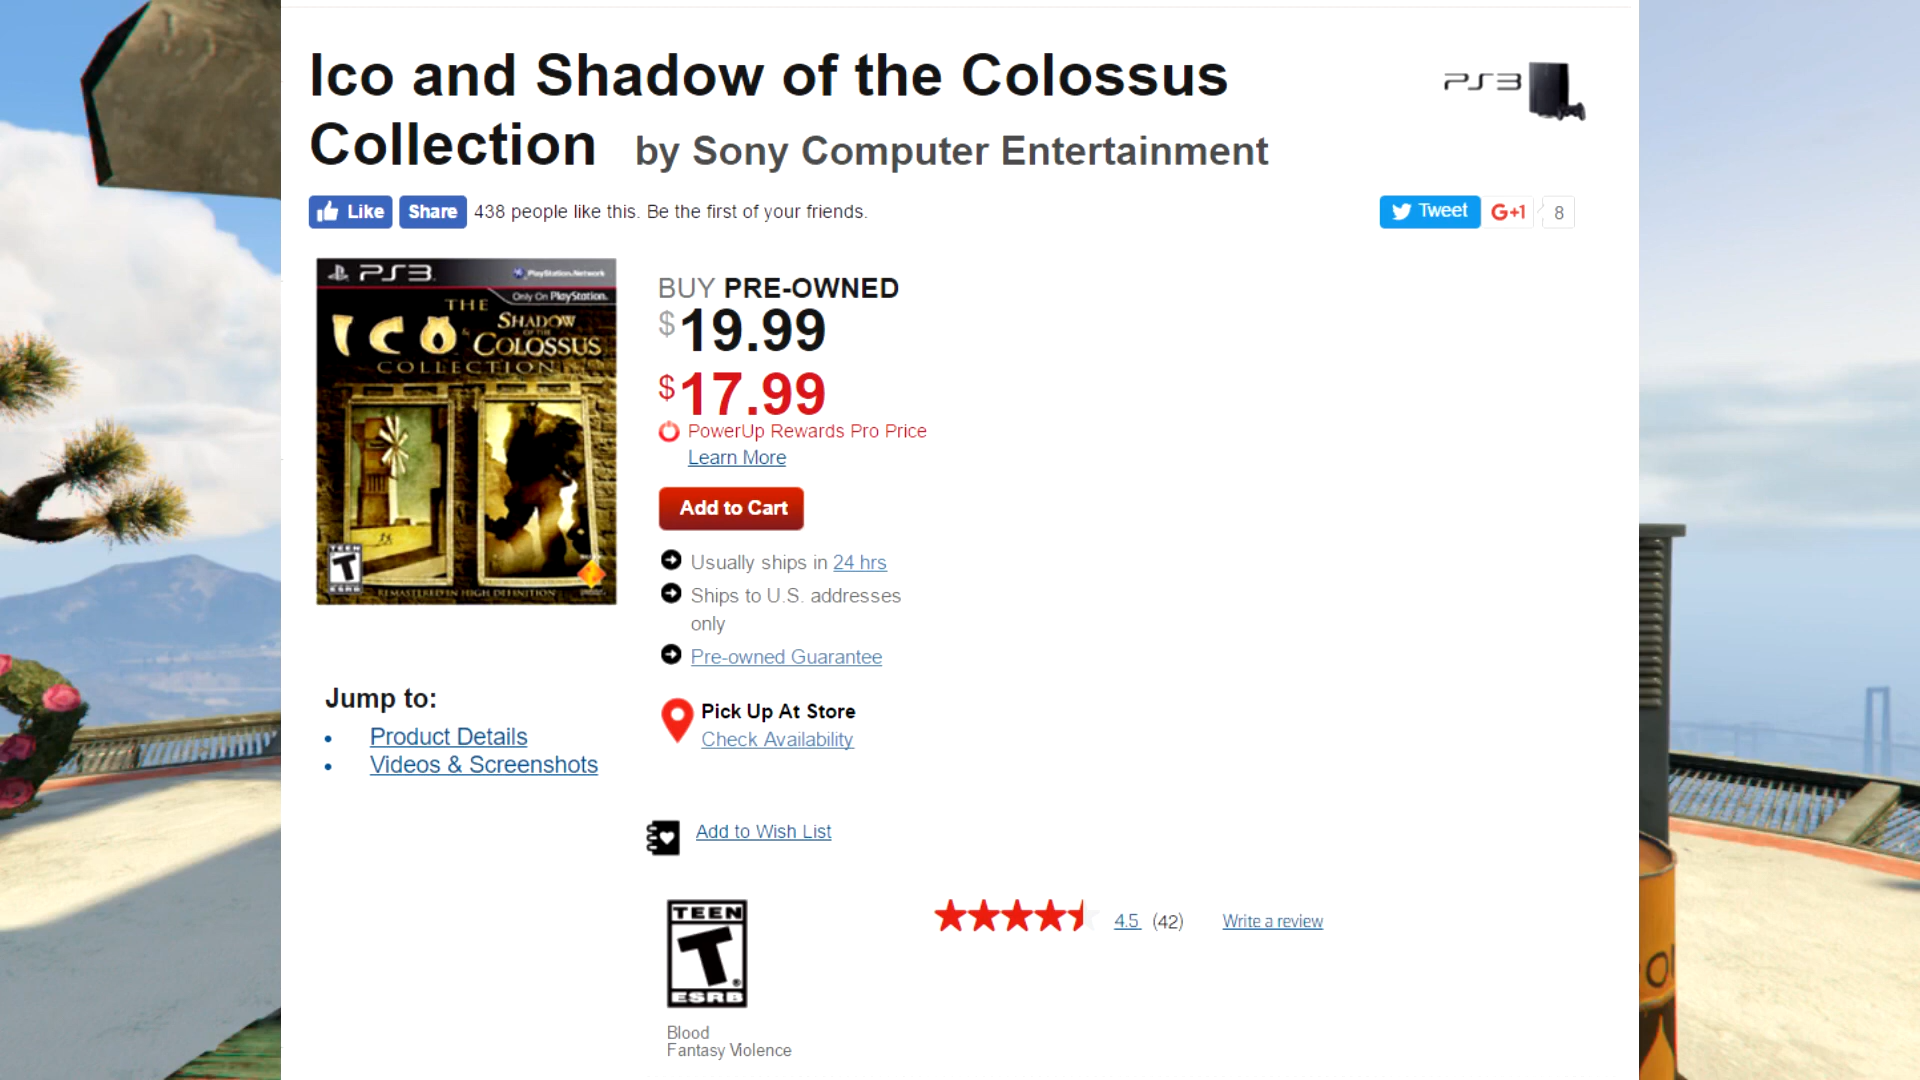 Ico and Shadow of the Colossus
Collection by Sony Computer Entertainment
PS3
Like
Share
438 people like this. Be the first of your friends.
Tweet
G+1
8
PS3
PlayStation Network
Only On PlayStation.
THE
ICO & SHADOW
OF THE
COLOSSUS
COLLECTION
TEEN
T
ESRB
REMASTERED IN HIGH DEFINITION
BUY PRE-OWNED
$19.99
$17.99
PowerUp Rewards Pro Price
Learn More
Add to Cart
Usually ships in 24 hrs
Ships to U.S. addresses
only
Pre-owned Guarantee
Jump to:
• Product Details
• Videos & Screenshots
Pick Up At Store
Check Availability
Add to Wish List
TEEN
T
ESRB
4.5 (42)
Write a review
Blood
Fantasy Violence